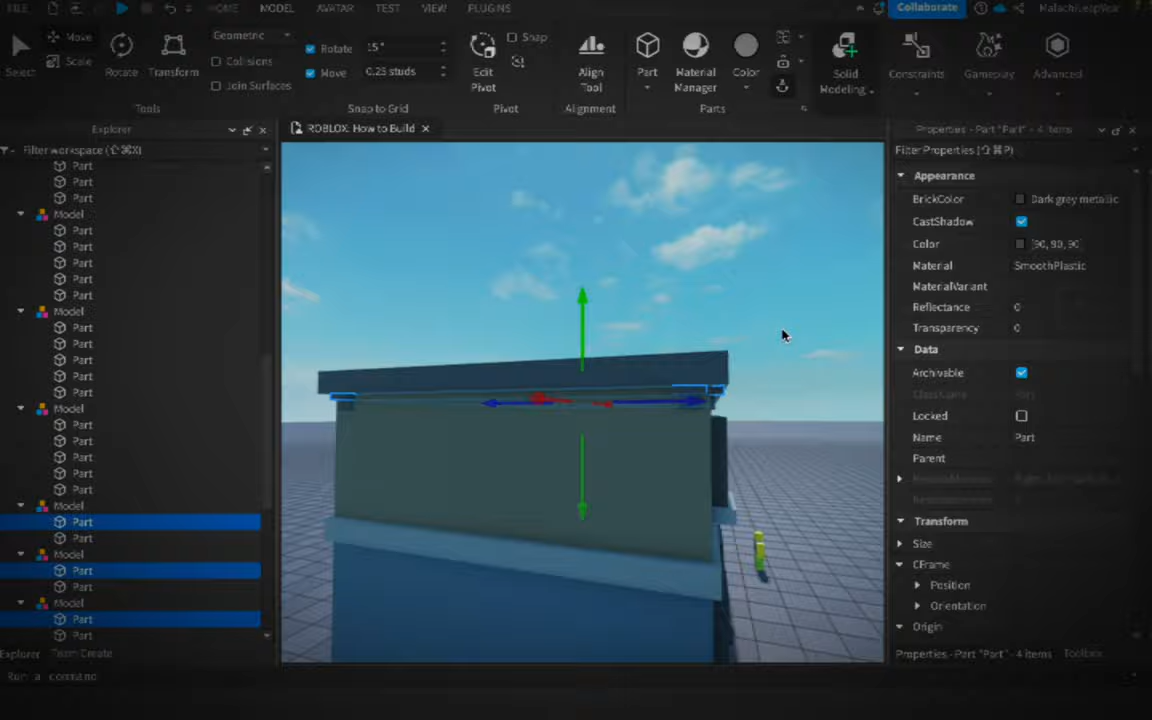 FILE HOME MODEL AVATAR TEST VIEW PLUGINS Collaborate
Select Move Scale Rotate Transform
Geometric
Collisions
Join Surfaces
Tools
Rotate 15°
Move 0.25 studs
Snap to Grid
Edit Pivot
Snap
Pivot
Align Tool
Alignment
Part
Material Manager
Color
Parts
Solid Modeling
Constraints
Gameplay
Advanced
Explorer
Filter workspace (⇧⌘X)
Part
Part
Part
Model
Part
Part
Part
Part
Part
Model
Part
Part
Part
Part
Part
Model
Part
Part
Part
Part
Part
Model
Part
Part
Model
Part
Part
Model
Part
Part
Explorer Team Create
Run a command
ROBLOX: How to Build
Properties - Part "Part" - 4 items
Filter Properties (⇧⌘P)
Appearance
BrickColor Dark grey metallic
CastShadow
Color [90, 90, 90]
Material SmoothPlastic
MaterialVariant
Reflectance 0
Transparency 0
Data
Archivable
ClassName Part
Locked
Name Part
Parent
Transform
Size
CFrame
Position
Orientation
Origin
Properties - Part "Part" - 4 items Toolbox